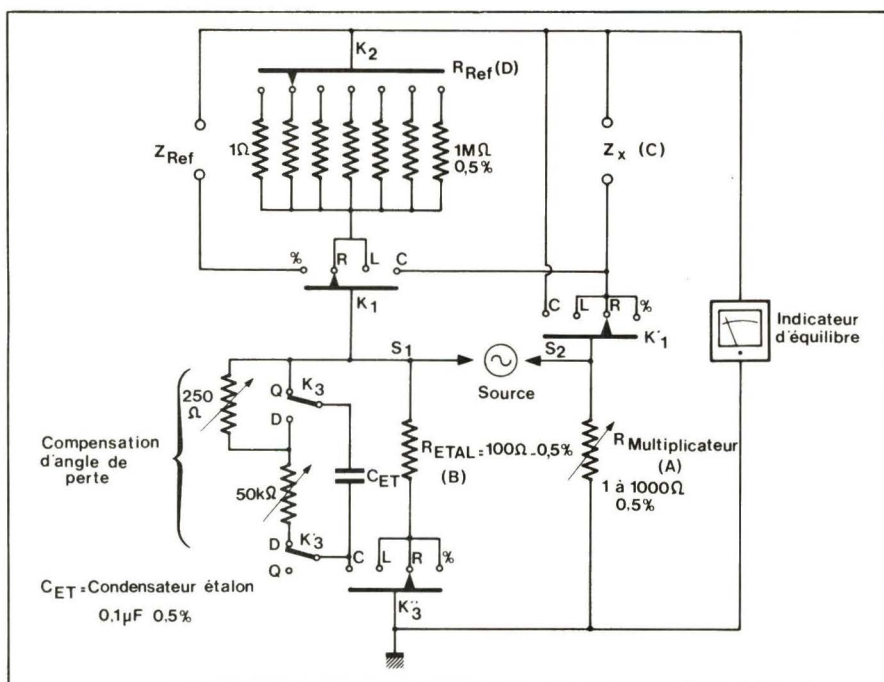 K2
RRef(D)
1Ω
1MΩ
0,5%
ZRef
Zx (C)
% R L C
K1
C L R %
K'1
S1
S2
Source
Indicateur
d'équilibre
250
Ω
Q
K3
D
Compensation
d'angle de
perte
50kΩ
CET
RETAL=100Ω_0,5%
(B)
RMultiplicateur
(A)
1 à 1000Ω
0.5%
D
K'3
Q
C L R %
K''3
CET=Condensateur étalon
0,1µF 0.5%